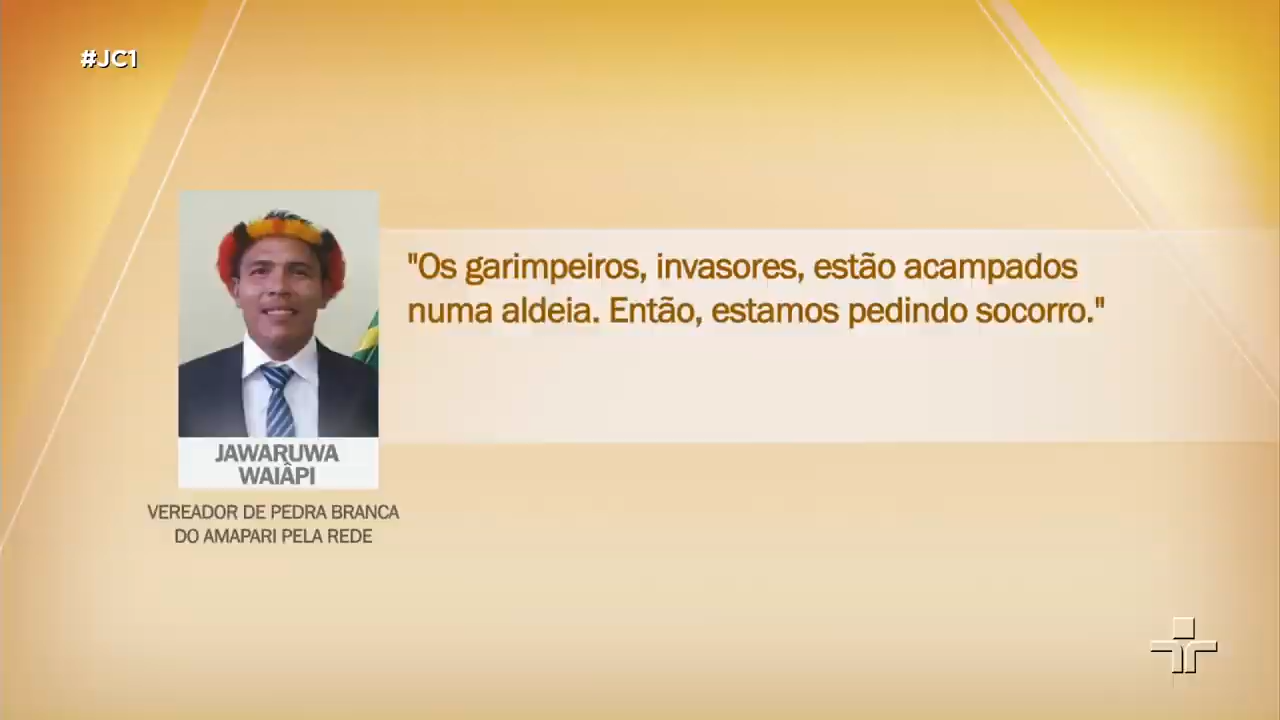 #JC1
"Os garimpeiros, invasores, estão acampados
numa aldeia. Então, estamos pedindo socorro."
JAWARUWA
WAIÂPI
VEREADOR DE PEDRA BRANCA
DO AMAPARI PELA REDE